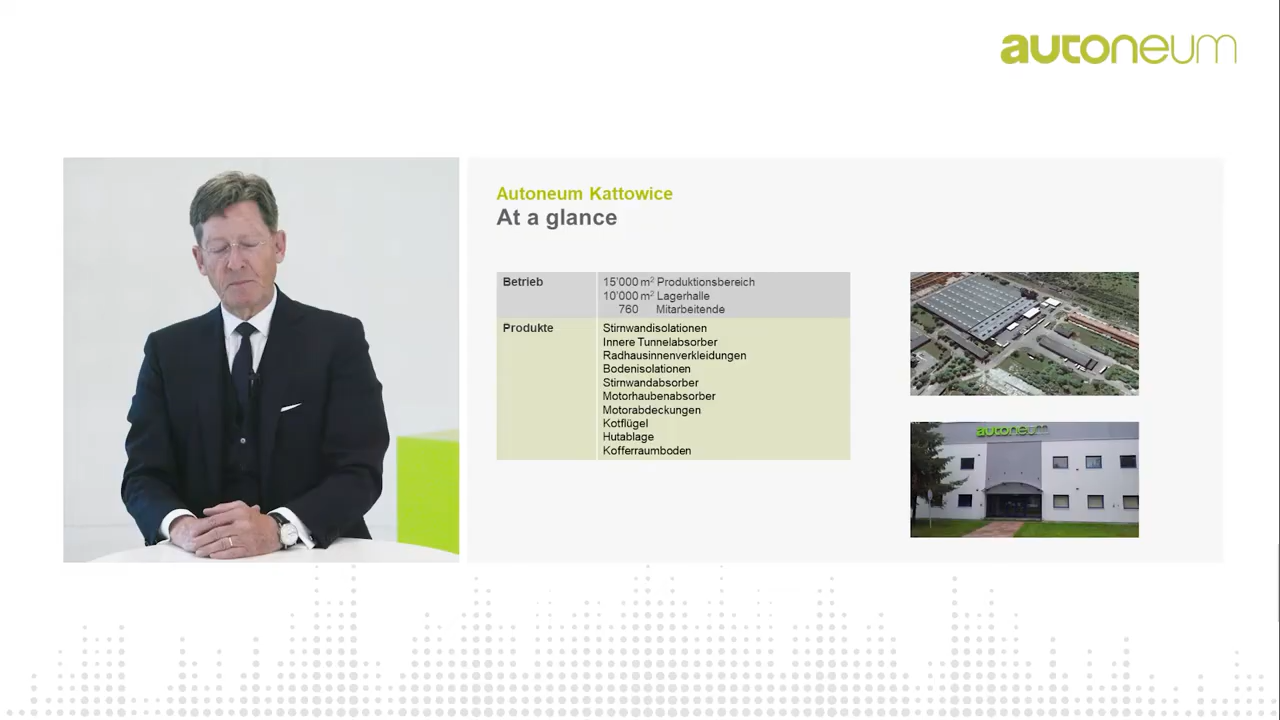 autoneum
Autoneum Kattowice
At a glance
Betrieb
15'000 m² Produktionsbereich
10'000 m² Lagerhalle
760 Mitarbeitende
Produkte
Stirnwandisolationen
Innere Tunnelabsorber
Radhausinnenverkleidungen
Bodenisolationen
Stirnwandabsorber
Motorhaubenabsorber
Motorabdeckungen
Kotflügel
Hutablage
Kofferraumboden
autoneum